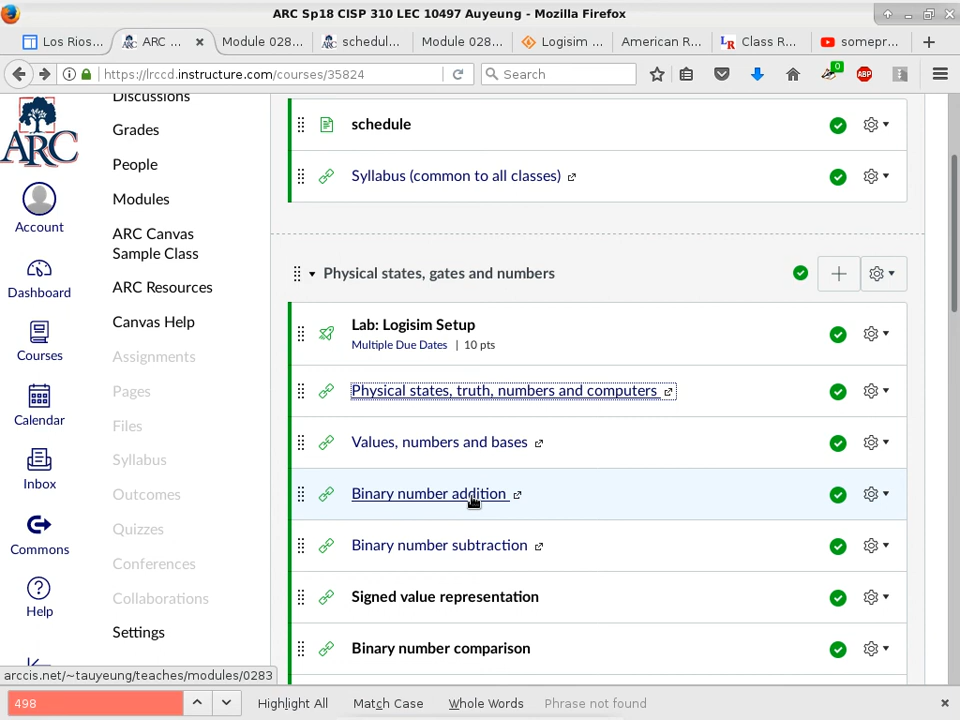 ARC Sp18 CISP 310 LEC 10497 Auyeung - Mozilla Firefox
Los Rios... ARC ... Module 028... schedul... Module 028... Logisim ... American R... Class R... somepr...
https://lrccd.instructure.com/courses/35824
Search
0
ABP
ARC
Account
Dashboard
Courses
Calendar
Inbox
Commons
Help
Discussions
Grades
People
Modules
ARC Canvas
Sample Class
ARC Resources
Canvas Help
Assignments
Pages
Files
Syllabus
Outcomes
Quizzes
Conferences
Collaborations
Settings
schedule
Syllabus (common to all classes)
Physical states, gates and numbers
Lab: Logisim Setup
Multiple Due Dates | 10 pts
Physical states, truth, numbers and computers
Values, numbers and bases
Binary number addition
Binary number subtraction
Signed value representation
Binary number comparison
arccis.net/~tauyeung/teaches/modules/0283
498
Highlight All Match Case Whole Words Phrase not found